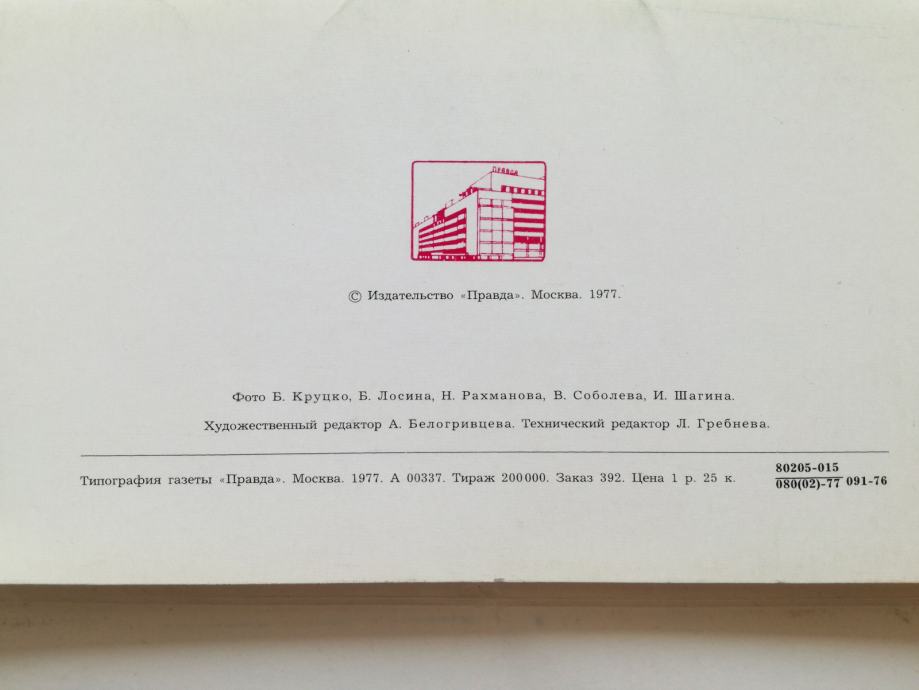 ПРАВДА
© Издательство «Правда». Москва. 1977.
Фото Б. Круцко, Б. Лосина, Н. Рахманова, В. Соболева, И. Шагина.
Художественный редактор А. Белогривцева. Технический редактор Л. Гребнева.
Типография газеты «Правда». Москва. 1977. А 00337. Тираж 200000. Заказ 392. Цена 1 р. 25 к.
80205-015
080(02)-77 091-76